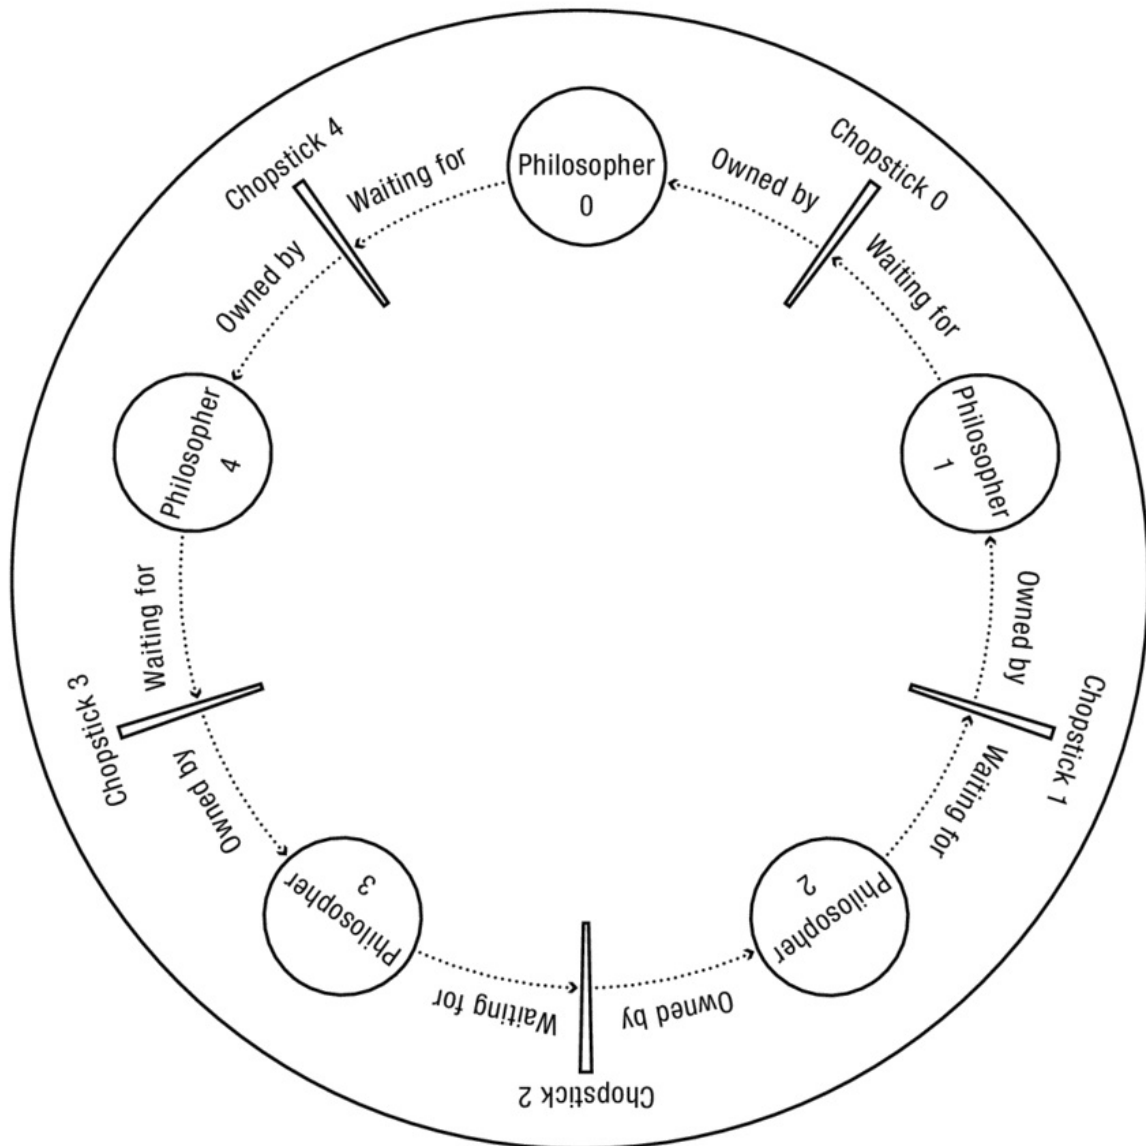 Philosopher
0
Owned by
Chopstick 0
Waiting for
Philosopher
1
Owned by
Chopstick 1
Waiting for
Philosopher
2
Owned by
Chopstick 2
Waiting for
Philosopher
3
Owned by
Chopstick 3
Waiting for
Philosopher
4
Owned by
Chopstick 4
Waiting for